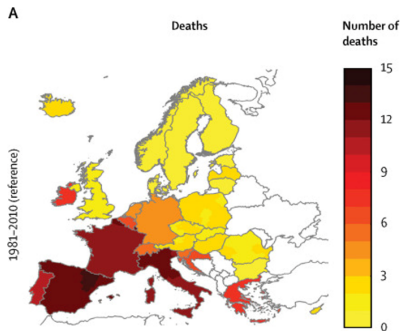 A
Deaths
Number of
deaths
15
12
9
6
3
0
1981–2010 (reference)